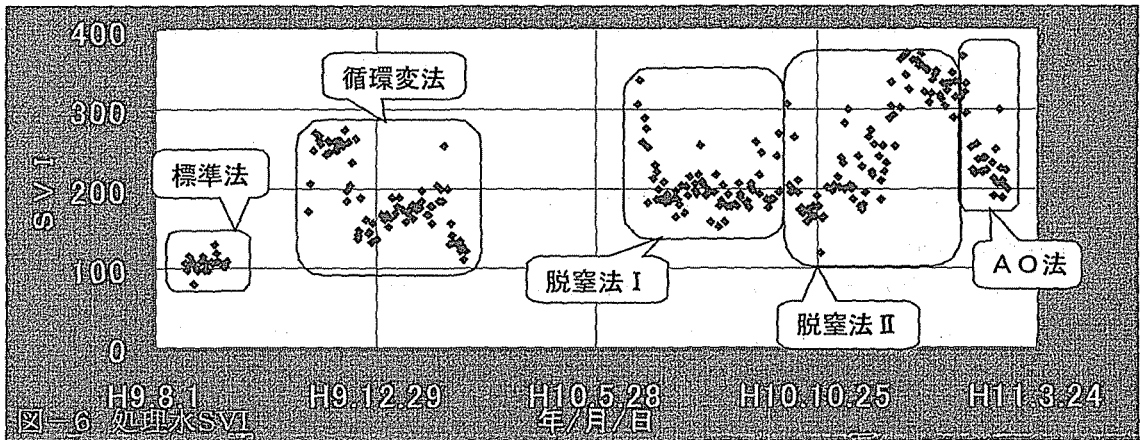 400
300
200
100
0
SVI
標準法
循環変法
脱窒法Ⅰ
脱窒法Ⅱ
AO法
H9.8.1
H9.12.29
H10.5.28
H10.10.25
H11.3.24
年/月/日
図－6 処理水SVI